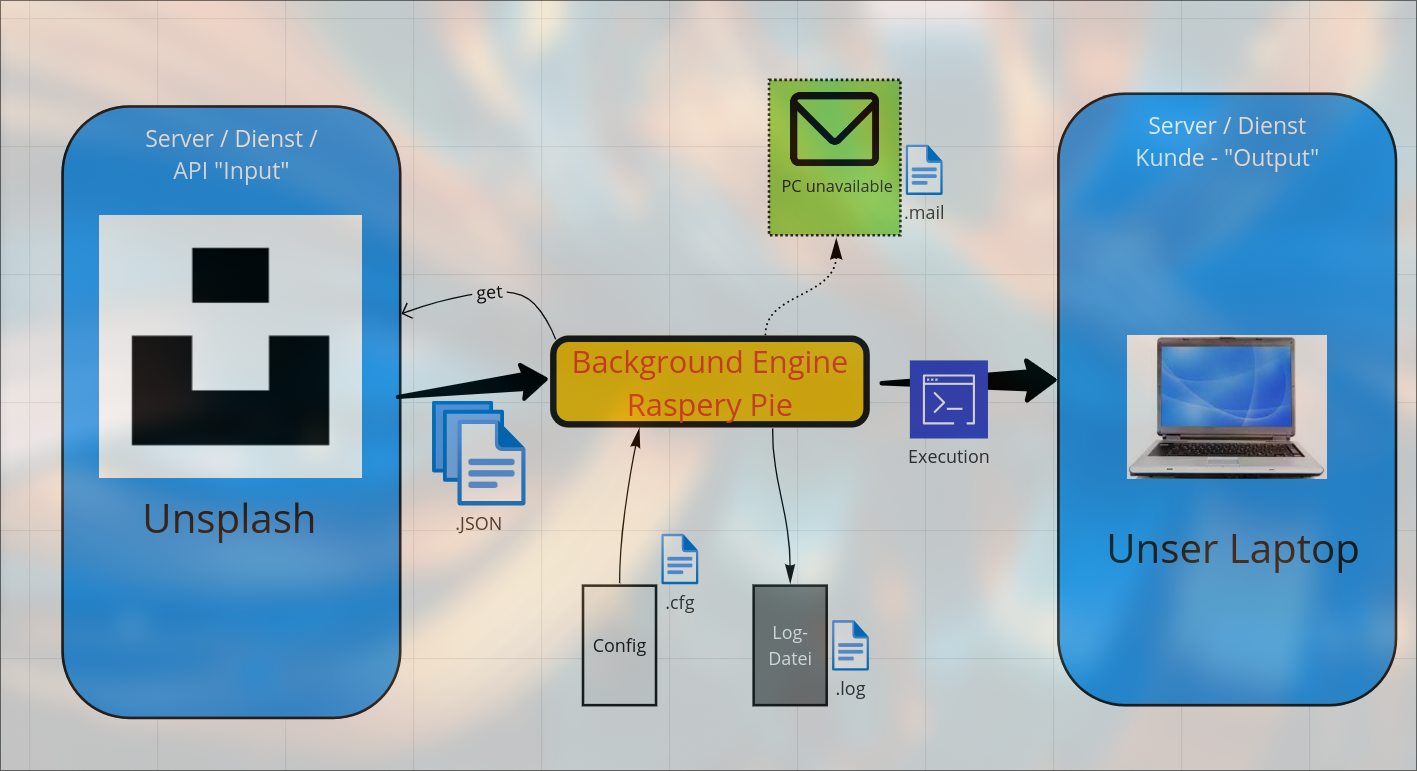 Server / Dienst /
API "Input"
Unsplash
get
.JSON
PC unavailable
.mail
Background Engine
Raspery Pie
Execution
Config
.cfg
Log-
Datei
.log
Server / Dienst
Kunde - "Output"
Unser Laptop